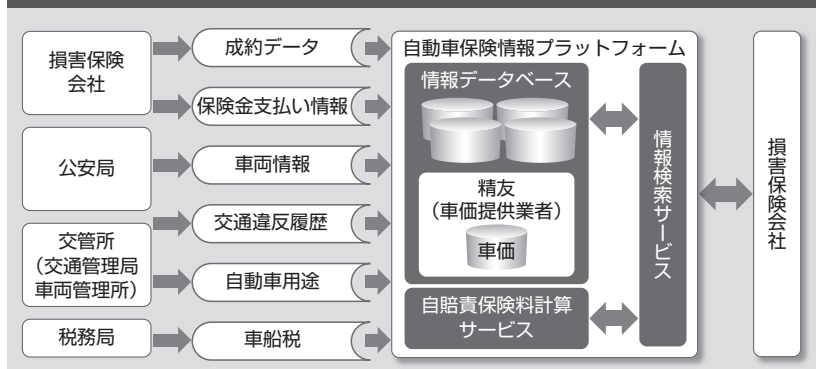 損害保険
会社
公安局
交管所
（交通管理局
車両管理所）
税務局
成約データ
保険金支払い情報
車両情報
交通違反履歴
自動車用途
車船税
自動車保険情報プラットフォーム
情報データベース
精友
（車価提供業者）
車価
自賠責保険料計算
サービス
情報検索サービス
損害保険会社